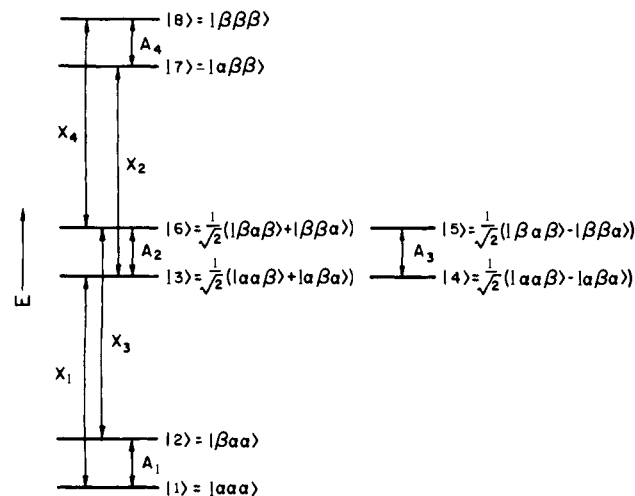 |8⟩=|βββ⟩
A₄
|7⟩=|αββ⟩
X₄
X₂
|6⟩=1/√2(|βαβ⟩+|ββα⟩)
|5⟩=1/√2(|βαβ⟩-|ββα⟩)
A₂
A₃
|3⟩=1/√2(|ααβ⟩+|αβα⟩)
|4⟩=1/√2(|ααβ⟩-|αβα⟩)
E
X₃
X₁
|2⟩=|βαα⟩
A₁
|1⟩=|ααα⟩